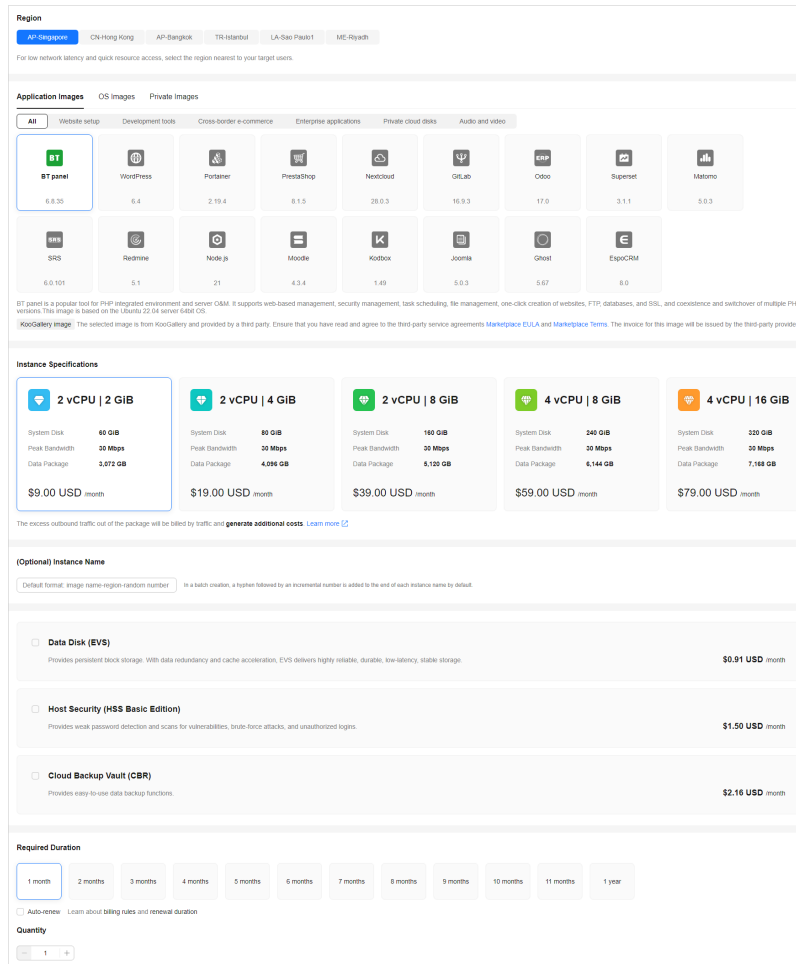 Region
AP-Singapore CN-Hong Kong AP-Bangkok TR-Istanbul LA-Sao Paulo1 ME-Riyadh
For low network latency and quick resource access, select the region nearest to your target users.
Application Images OS Images Private Images
All Website setup Development tools Cross-border e-commerce Enterprise applications Private cloud disks Audio and video
BT ERP
BT panel WordPress Portainer PrestaShop Nextcloud GitLab Odoo Superset Matomo
6.8.35 6.4 2.19.4 8.1.5 28.0.3 16.9.3 17.0 3.1.1 5.0.3
SRS
SRS Redmine Node.js Moodle Kodbox Joomla Ghost EspoCRM
6.0.101 5.1 21 4.3.4 1.49 5.0.3 5.67 8.0
BT panel is a popular tool for PHP integrated environment and server O&M. It supports web-based management, security management, task scheduling, file management, one-click creation of websites, FTP, databases, and SSL, and coexistence and switchover of multiple PH
versions This image is based on the Ubuntu 22.04 server 64bit OS.
KooGallery image The selected image is from KooGallery and provided by a third party. Ensure that you have read and agree to the third-party service agreements Marketplace EULA and Marketplace Terms. The invoice for this image will be issued by the third-party provide
Instance Specifications
2 vCPU | 2 GiB 2 vCPU | 4 GiB 2 vCPU | 8 GiB 4 vCPU | 8 GiB 4 vCPU | 16 GiB
System Disk 60 GiB System Disk 80 GiB System Disk 160 GiB System Disk 240 GiB System Disk 320 GiB
Peak Bandwidth 30 Mbps Peak Bandwidth 30 Mbps Peak Bandwidth 30 Mbps Peak Bandwidth 30 Mbps Peak Bandwidth 30 Mbps
Data Package 3,072 GB Data Package 4,096 GB Data Package 5,120 GB Data Package 6,144 GB Data Package 7,168 GB
$9.00 USD /month $19.00 USD /month $39.00 USD /month $59.00 USD /month $79.00 USD /month
The excess outbound traffic out of the package will be billed by traffic and generate additional costs. Learn more
(Optional) Instance Name
Default format: image name-region-random number In a batch creation, a hyphen followed by an incremental number is added to the end of each instance name by default.
Data Disk (EVS)
Provides persistent block storage. With data redundancy and cache acceleration, EVS delivers highly reliable, durable, low-latency, stable storage. $0.91 USD /month
Host Security (HSS Basic Edition)
Provides weak password detection and scans for vulnerabilities, brute-force attacks, and unauthorized logins. $1.50 USD /month
Cloud Backup Vault (CBR)
Provides easy-to-use data backup functions. $2.16 USD /month
Required Duration
1 month 2 months 3 months 4 months 5 months 6 months 7 months 8 months 9 months 10 months 11 months 1 year
Auto-renew Learn about billing rules and renewal duration
Quantity
1